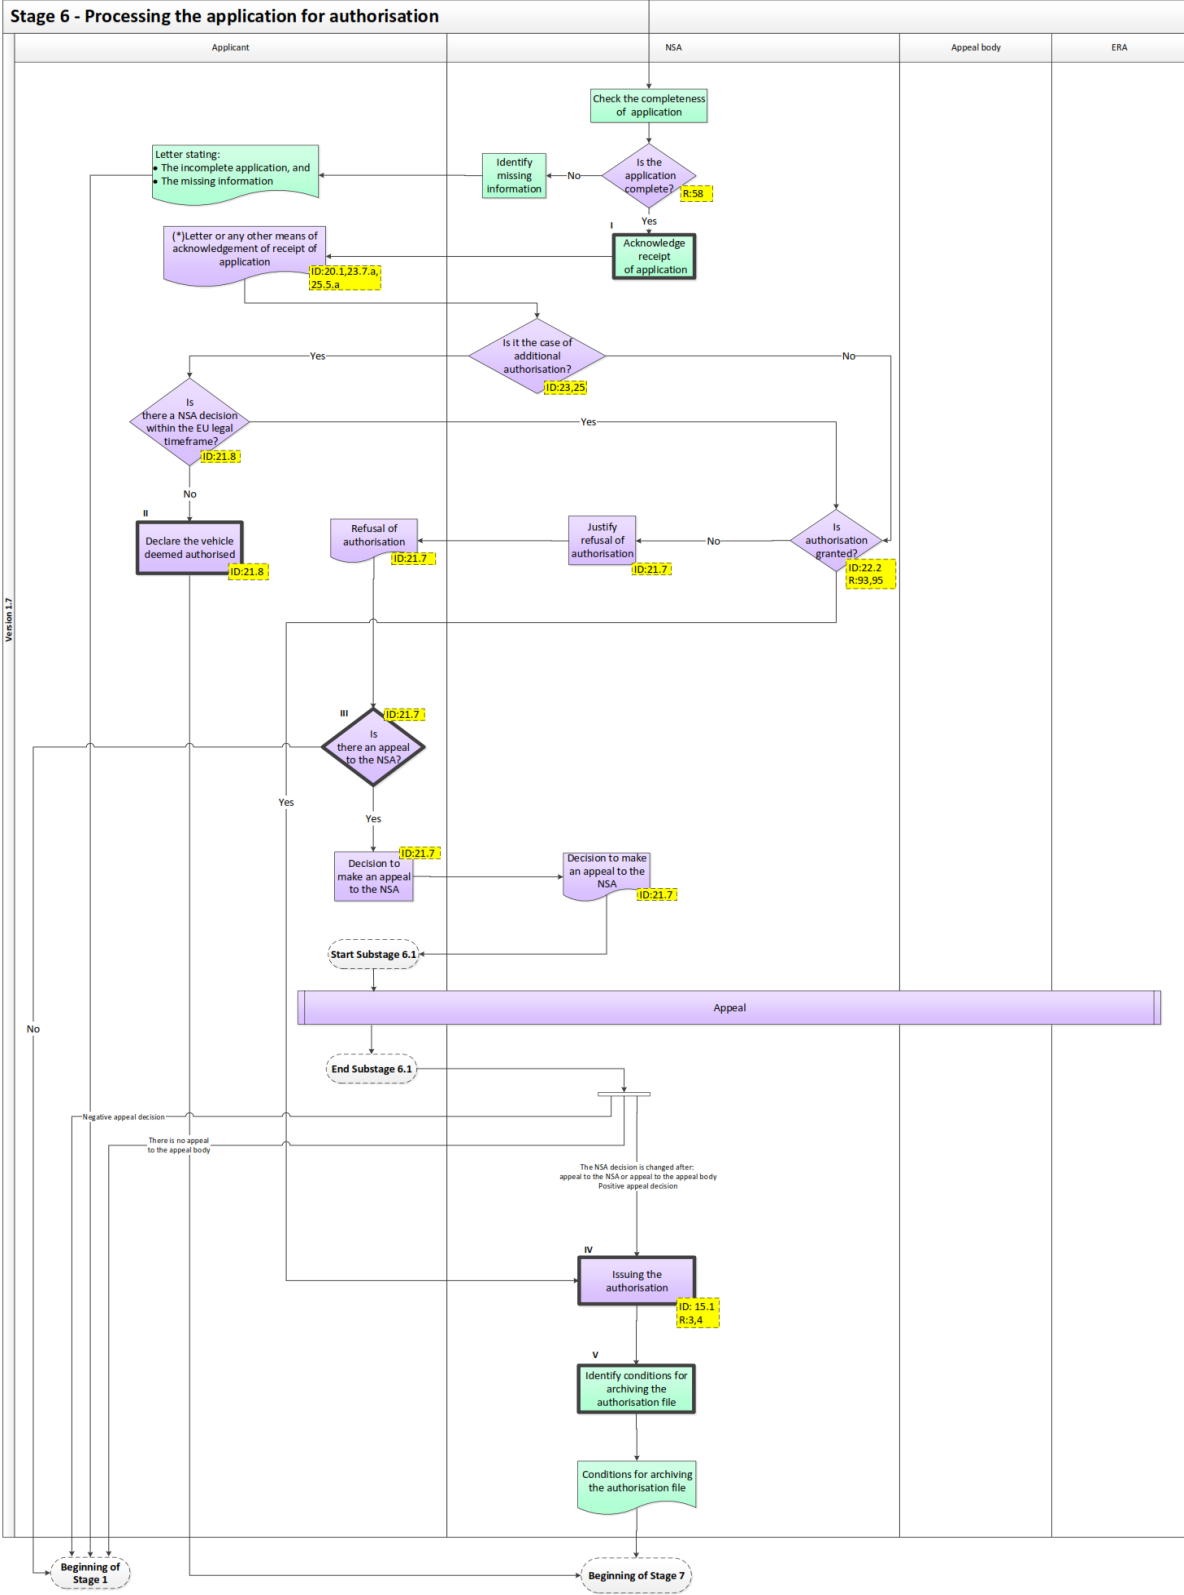 Stage 6 - Processing the application for authorisation
Applicant
NSA
Appeal body
ERA
Version 1.7
Check the completeness
of application
Letter stating:
• The incomplete application, and
• The missing information
Identify
missing
information
No
Is the
application
complete?
R:58
Yes
I
(*)Letter or any other means of
acknowledgement of receipt of
application
ID:20.1,23.7.a,
25.5.a
Acknowledge
receipt
of application
Is it the case of
additional
authorisation?
ID:23,25
Yes
No
Is
there a NSA decision
within the EU legal
timeframe?
ID:21.8
Yes
No
II
Declare the vehicle
deemed authorised
ID:21.8
Refusal of
authorisation
ID:21.7
Justify
refusal of
authorisation
ID:21.7
No
Is
authorisation
granted?
ID:22.2
R:93,95
III
ID:21.7
Is
there an appeal
to the NSA?
Yes
Yes
Decision to
make an appeal
to the NSA
ID:21.7
Decision to make
an appeal to the
NSA
ID:21.7
Start Substage 6.1
Appeal
No
End Substage 6.1
Negative appeal decision
There is no appeal
to the appeal body
The NSA decision is changed after:
appeal to the NSA or appeal to the appeal body
Positive appeal decision
IV
Issuing the
authorisation
ID: 15.1
R:3,4
V
Identify conditions for
archiving the
authorisation file
Conditions for archiving
the authorisation file
Beginning of
Stage 1
Beginning of Stage 7